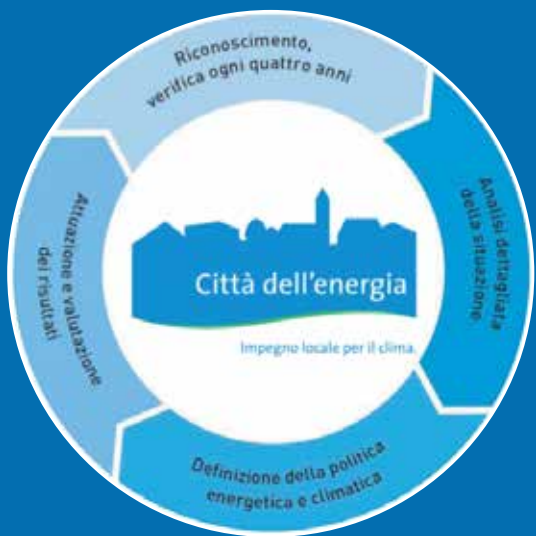 Riconoscimento,
verifica ogni quattro anni
Analisi dettagliata
della situazione
Definizione della politica
energetica e climatica
Attuazione e valutazione
dei risultati
Città dell'energia
Impegno locale per il clima.